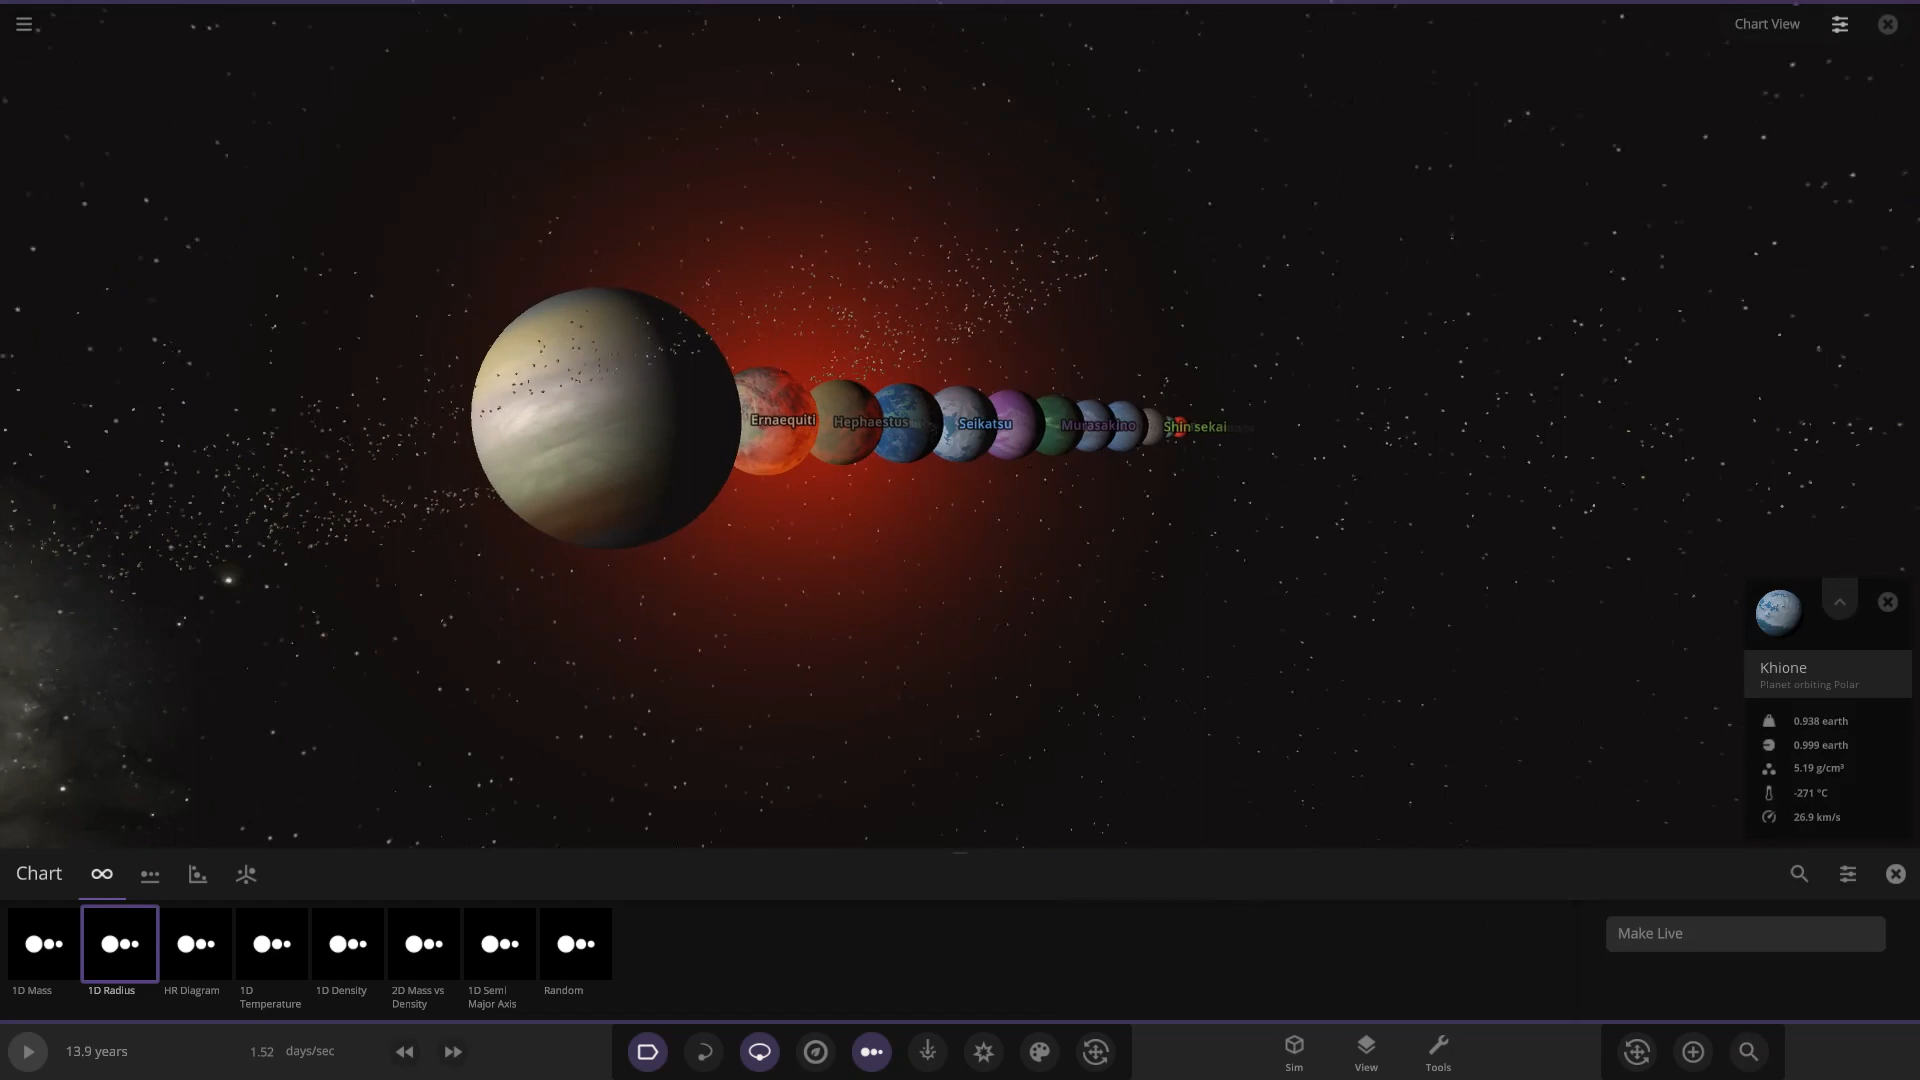 Chart View
Ernaequiti
Hephaestus
Seikatsu
Murasakino
Shin sekai
Khione
Planet orbiting Polar
0.938 earth
0.999 earth
5.19 g/cm³
-271 °C
26.9 km/s
Chart
1D Mass
1D Radius
HR Diagram
1D
Temperature
1D Density
2D Mass vs
Density
1D Semi
Major Axis
Random
Make Live
13.9 years
1.52 days/sec
Sim
View
Tools